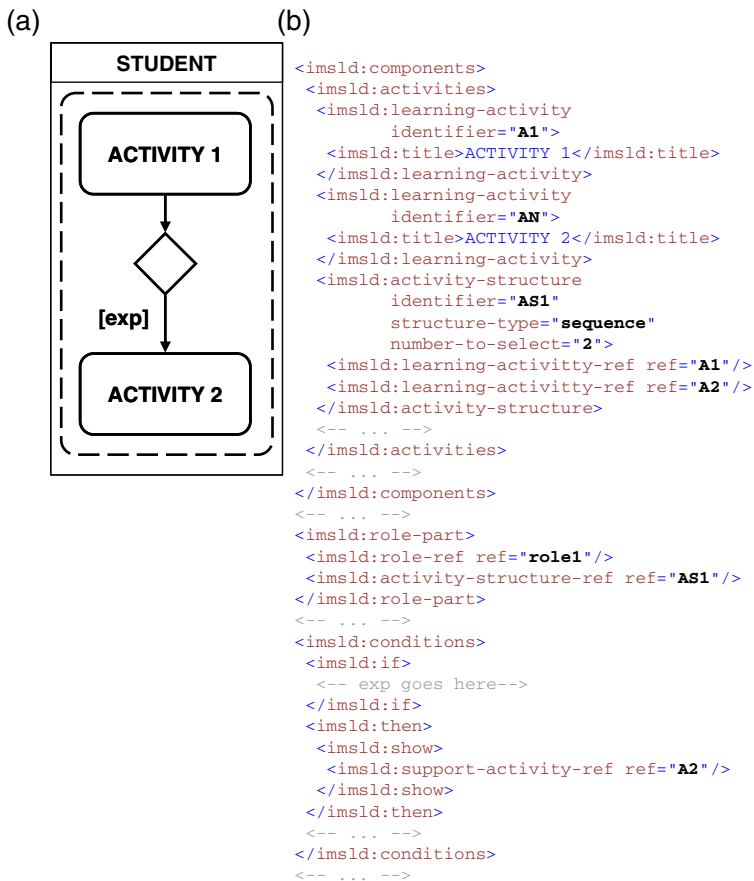 (a)
STUDENT
ACTIVITY 1
[exp]
ACTIVITY 2
(b)
<imsld:components>
<imsld:activities>
<imsld:learning-activity
identifier="A1">
<imsld:title>ACTIVITY 1</imsld:title>
</imsld:learning-activity>
<imsld:learning-activity
identifier="AN">
<imsld:title>ACTIVITY 2</imsld:title>
</imsld:learning-activity>
<imsld:activity-structure
identifier="AS1"
structure-type="sequence"
number-to-select="2">
<imsld:learning-activitty-ref ref="A1"/>
<imsld:learning-activitty-ref ref="A2"/>
</imsld:activity-structure>
<-- ... -->
</imsld:activities>
<-- ... -->
</imsld:components>
<-- ... -->
<imsld:role-part>
<imsld:role-ref ref="role1"/>
<imsld:activity-structure-ref ref="AS1"/>
</imsld:role-part>
<-- ... -->
<imsld:conditions>
<imsld:if>
<-- exp goes here-->
</imsld:if>
<imsld:then>
<imsld:show>
<imsld:support-activity-ref ref="A2"/>
</imsld:show>
</imsld:then>
<-- ... -->
</imsld:conditions>
<-- ... -->